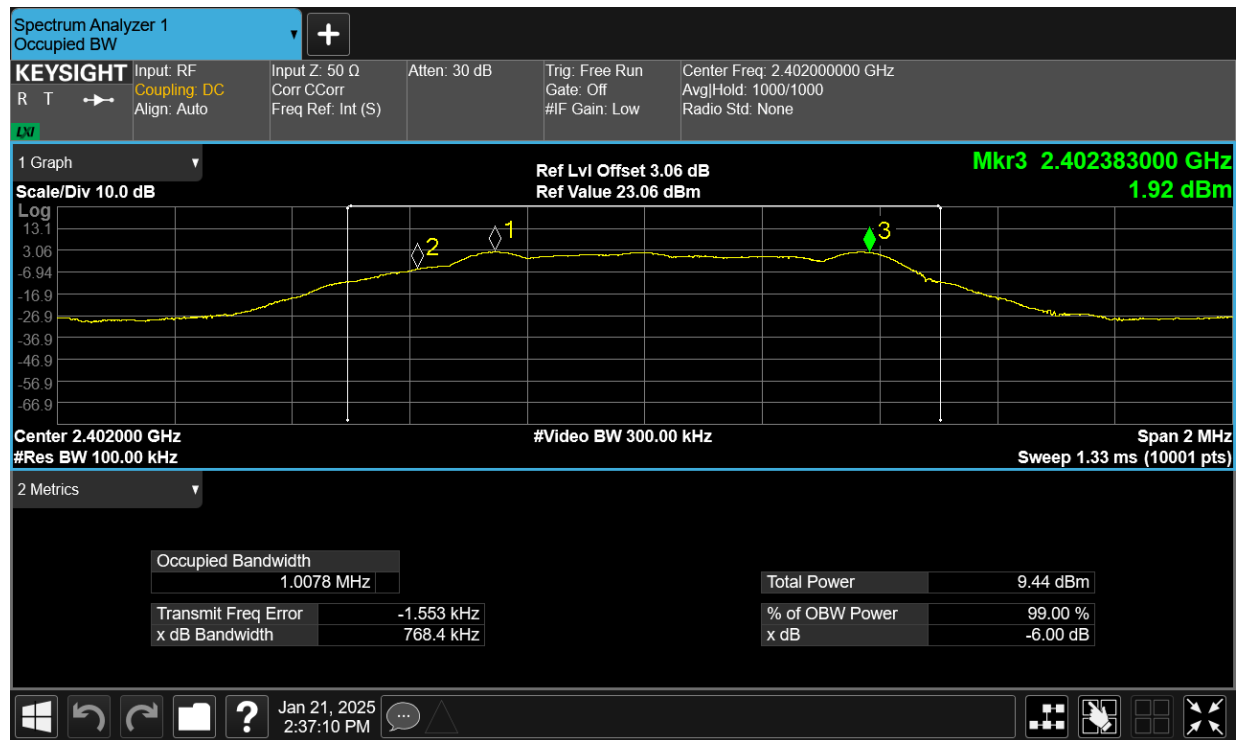 Spectrum Analyzer 1
Occupied BW
KEYSIGHT
R T
LXI
Input: RF
Coupling: DC
Align: Auto
Input Z: 50 Ω
Corr CCorr
Freq Ref: Int (S)
Atten: 30 dB
Trig: Free Run
Gate: Off
#IF Gain: Low
Center Freq: 2.402000000 GHz
Avg|Hold: 1000/1000
Radio Std: None
1 Graph
Scale/Div 10.0 dB
Ref Lvl Offset 3.06 dB
Ref Value 23.06 dBm
Mkr3 2.402383000 GHz
1.92 dBm
Log
13.1
3.06
-6.94
-16.9
-26.9
-36.9
-46.9
-56.9
-66.9
2
1
3
Center 2.402000 GHz
#Res BW 100.00 kHz
#Video BW 300.00 kHz
Span 2 MHz
Sweep 1.33 ms (10001 pts)
2 Metrics
Occupied Bandwidth
1.0078 MHz
Total Power 9.44 dBm
Transmit Freq Error -1.553 kHz
% of OBW Power 99.00 %
x dB Bandwidth 768.4 kHz
x dB -6.00 dB
?
Jan 21, 2025
2:37:10 PM